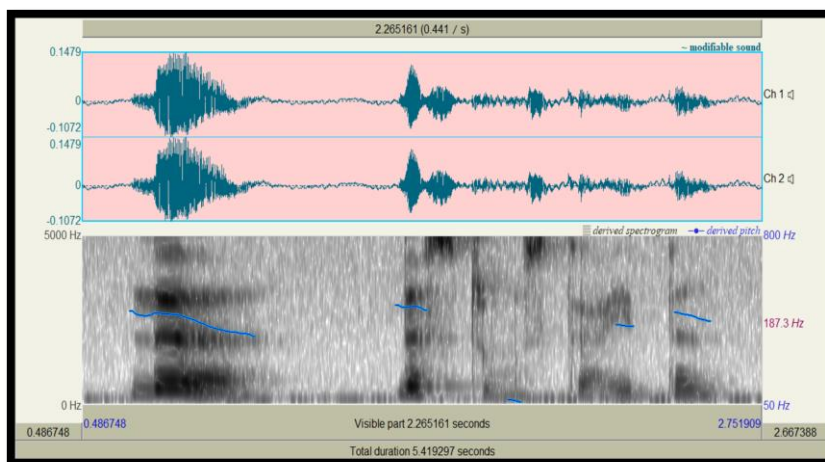 2.265161 (0.441 / s)
~ modifiable sound
0.1479
0
-0.1072
Ch 1
0.1479
0
-0.1072
Ch 2
5000 Hz
derived spectrogram
derived pitch
800 Hz
187.3 Hz
0 Hz
50 Hz
0.486748
0.486748
Visible part 2.265161 seconds
2.751909
2.667388
Total duration 5.419297 seconds